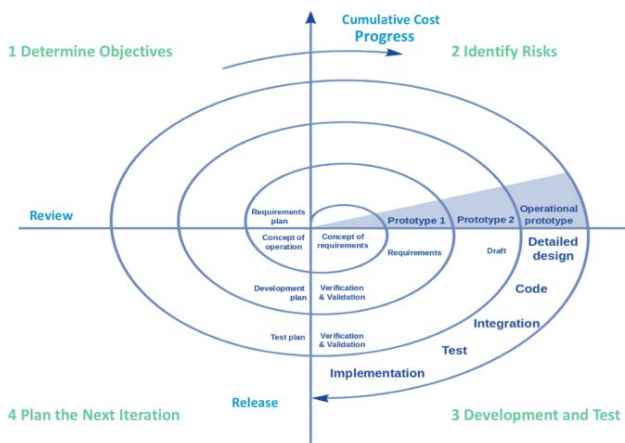 Cumulative Cost
Progress
1 Determine Objectives
2 Identify Risks
Review
Requirements
plan
Prototype 1
Prototype 2
Operational
prototype
Concept of
operation
Concept of
requirements
Requirements
Draft
Detailed
design
Development
plan
Verification
& Validation
Code
Integration
Test plan
Verification
& Validation
Test
Implementation
Release
4 Plan the Next Iteration
3 Development and Test